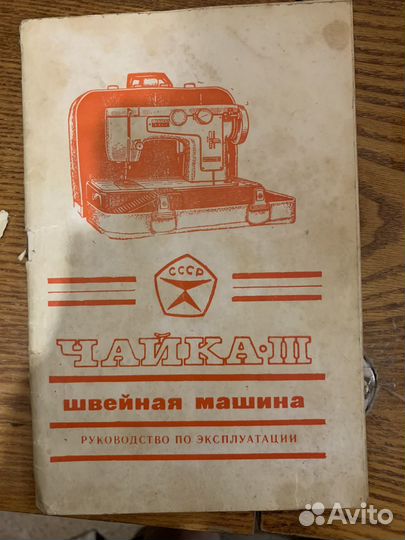 СССР
ЧАЙКА·III
швейная машина
РУКОВОДСТВО ПО ЭКСПЛУАТАЦИИ
Avito